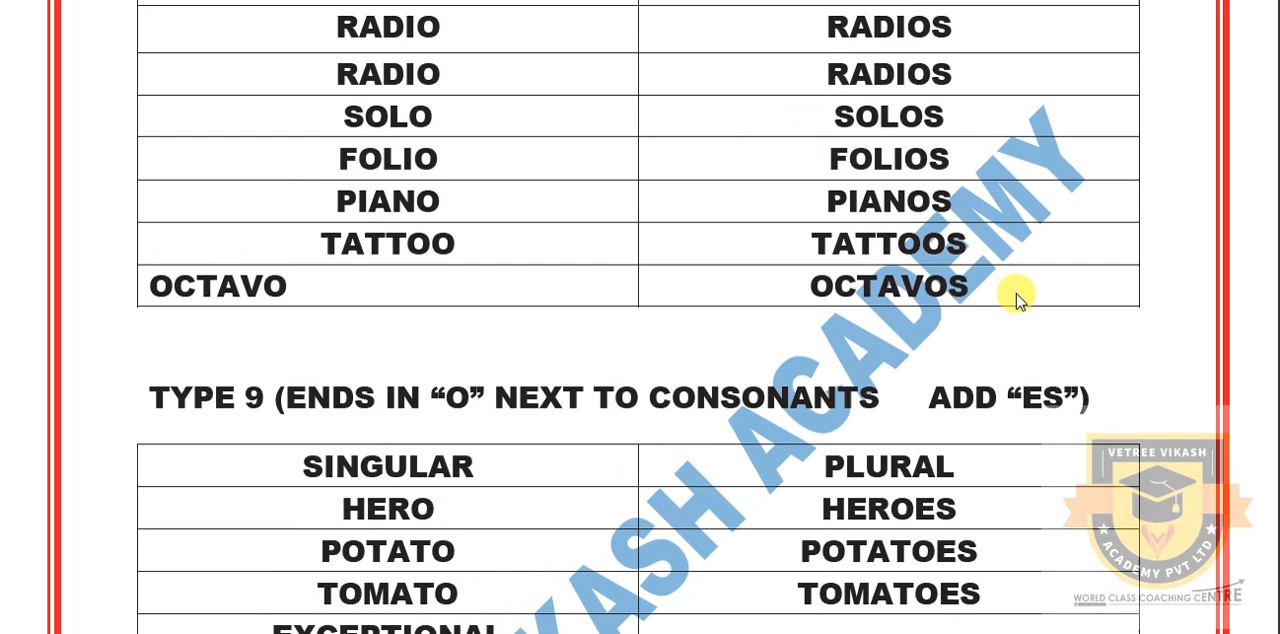 RADIO RADIOS
RADIO RADIOS
SOLO SOLOS
FOLIO FOLIOS
PIANO PIANOS
TATTOO TATTOOS
OCTAVO OCTAVOS
TYPE 9 (ENDS IN “O” NEXT TO CONSONANTS ADD “ES”)
SINGULAR PLURAL
HERO HEROES
POTATO POTATOES
TOMATO TOMATOES
EXCEPTIONAL
KASH ACADEMY
VETREE VIKASH
ACADEMY PVT LTD
WORLD CLASS COACHING CENTRE